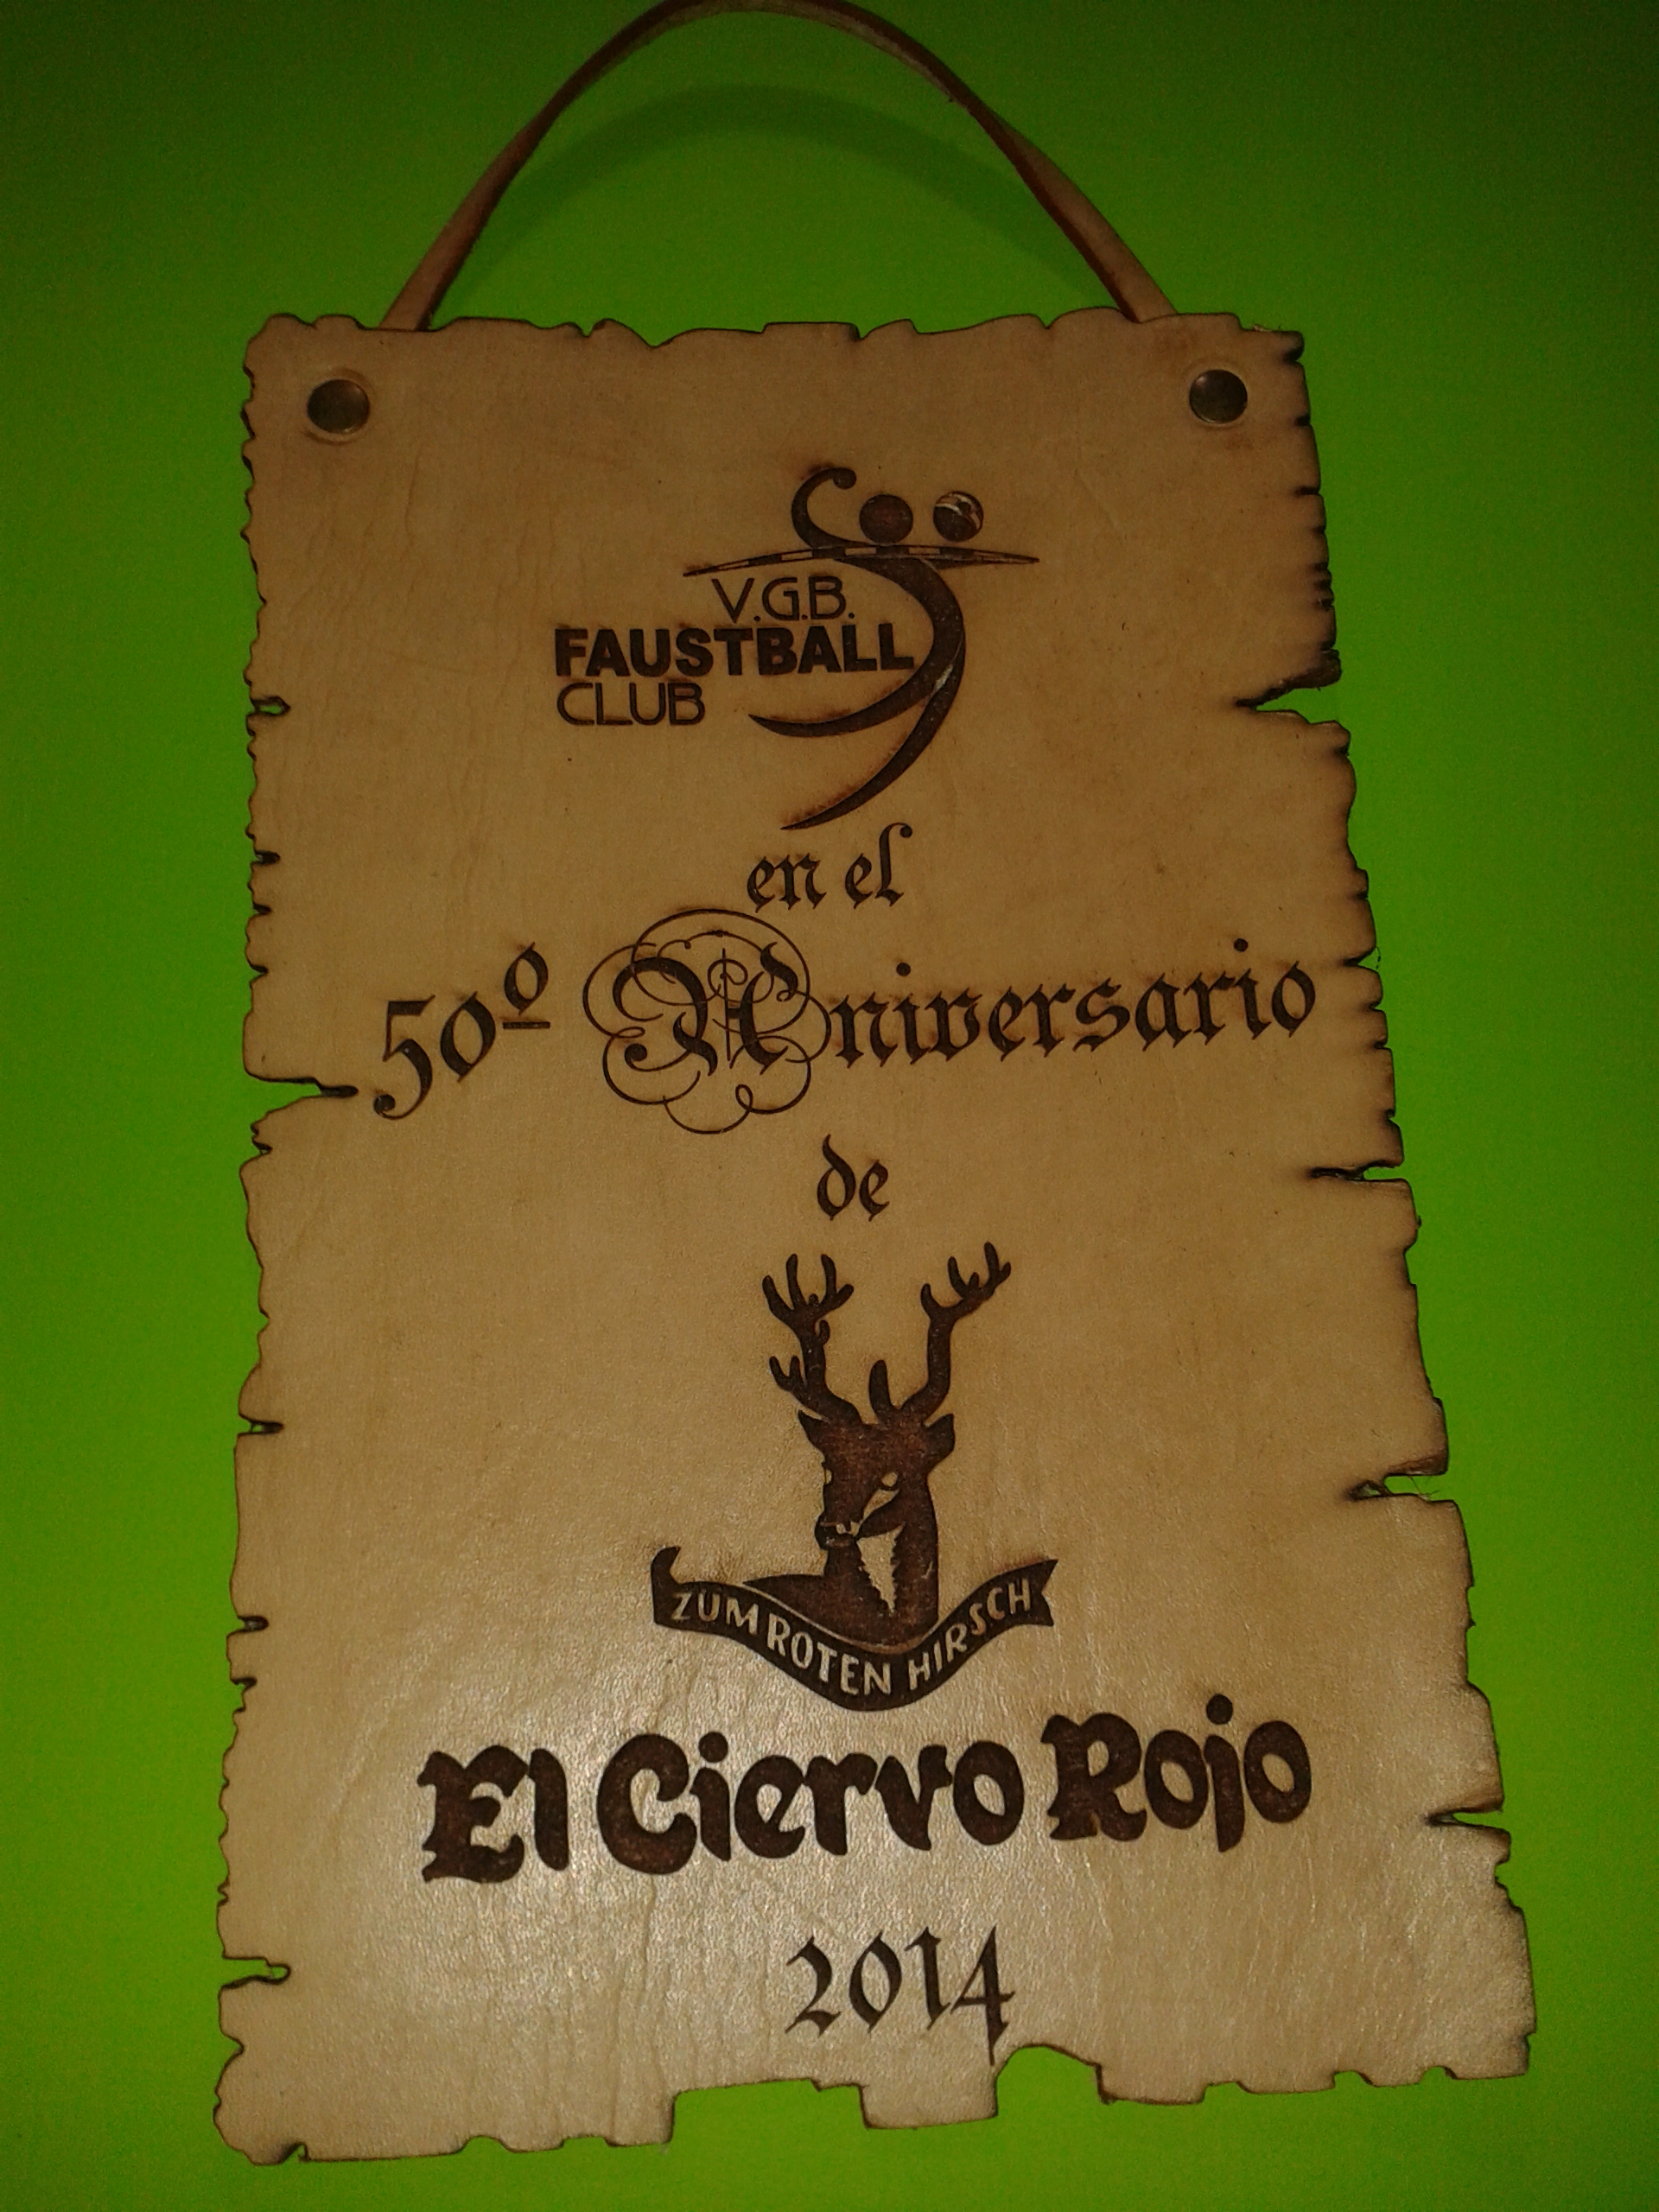 V.G.B.
FAUSTBALL
CLUB
en el
50º Aniversario
de
ZUM ROTEN HIRSCH
El Ciervo Rojo
2014